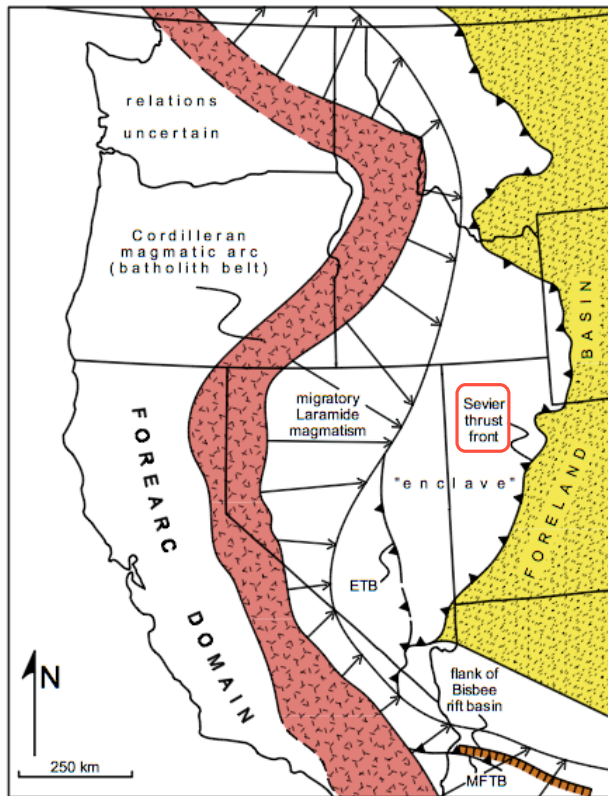 relations
uncertain
Cordilleran
magmatic arc
(batholith belt)
migratory
Laramide
magmatism
Sevier
thrust
front
"enclave"
BASIN
FORELAND
FOREARC DOMAIN
ETB
flank of
Bisbee
rift basin
MFTB
N
250 km